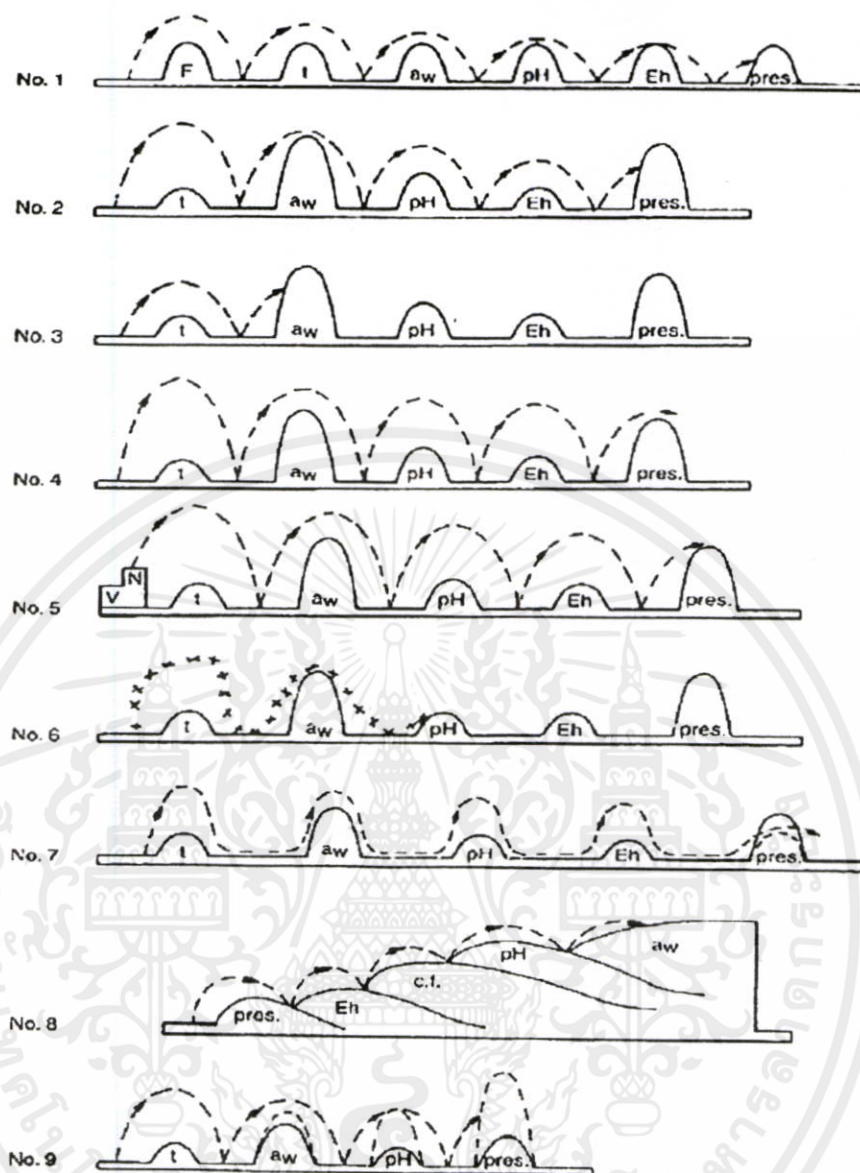 No. 1 F t aw pH Eh pres.
No. 2 t aw pH Eh pres.
No. 3 t aw pH Eh pres.
No. 4 t aw pH Eh pres.
No. 5 V N t aw pH Eh pres.
No. 6 t aw pH Eh pres.
No. 7 t aw pH Eh pres.
No. 8 pres. Eh c.f. pH aw
No. 9 t aw pH pres.